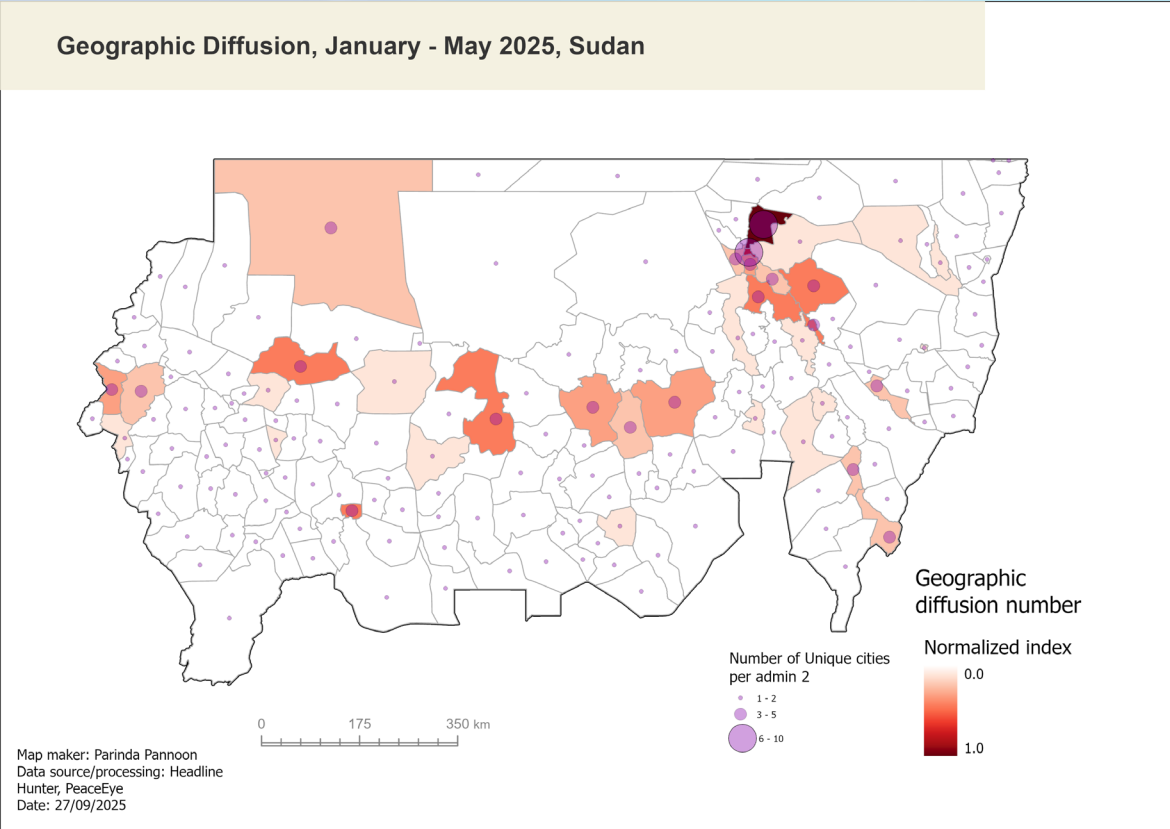 Geographic Diffusion, January - May 2025, Sudan
Geographic
diffusion number
Normalized index
0.0
1.0
Number of Unique cities
per admin 2
1 - 2
3 - 5
6 - 10
0 175 350 km
Map maker: Parinda Pannoon
Data source/processing: Headline
Hunter, PeaceEye
Date: 27/09/2025